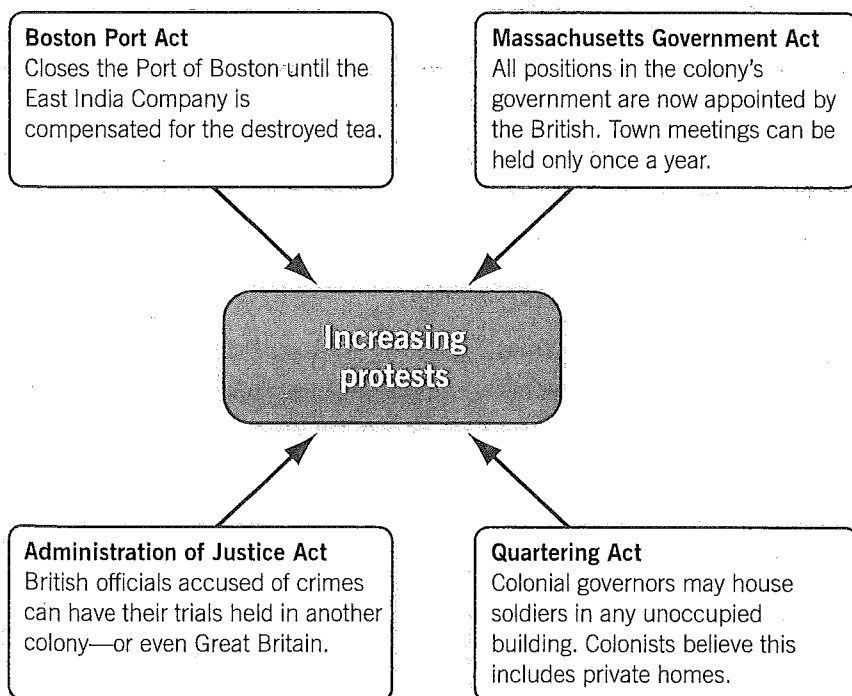 Boston Port Act
Closes the Port of Boston until the
East India Company is
compensated for the destroyed tea.
Massachusetts Government Act
All positions in the colony's
government are now appointed by
the British. Town meetings can be
held only once a year.
Increasing
protests
Administration of Justice Act
British officials accused of crimes
can have their trials held in another
colony—or even Great Britain.
Quartering Act
Colonial governors may house
soldiers in any unoccupied
building. Colonists believe this
includes private homes.